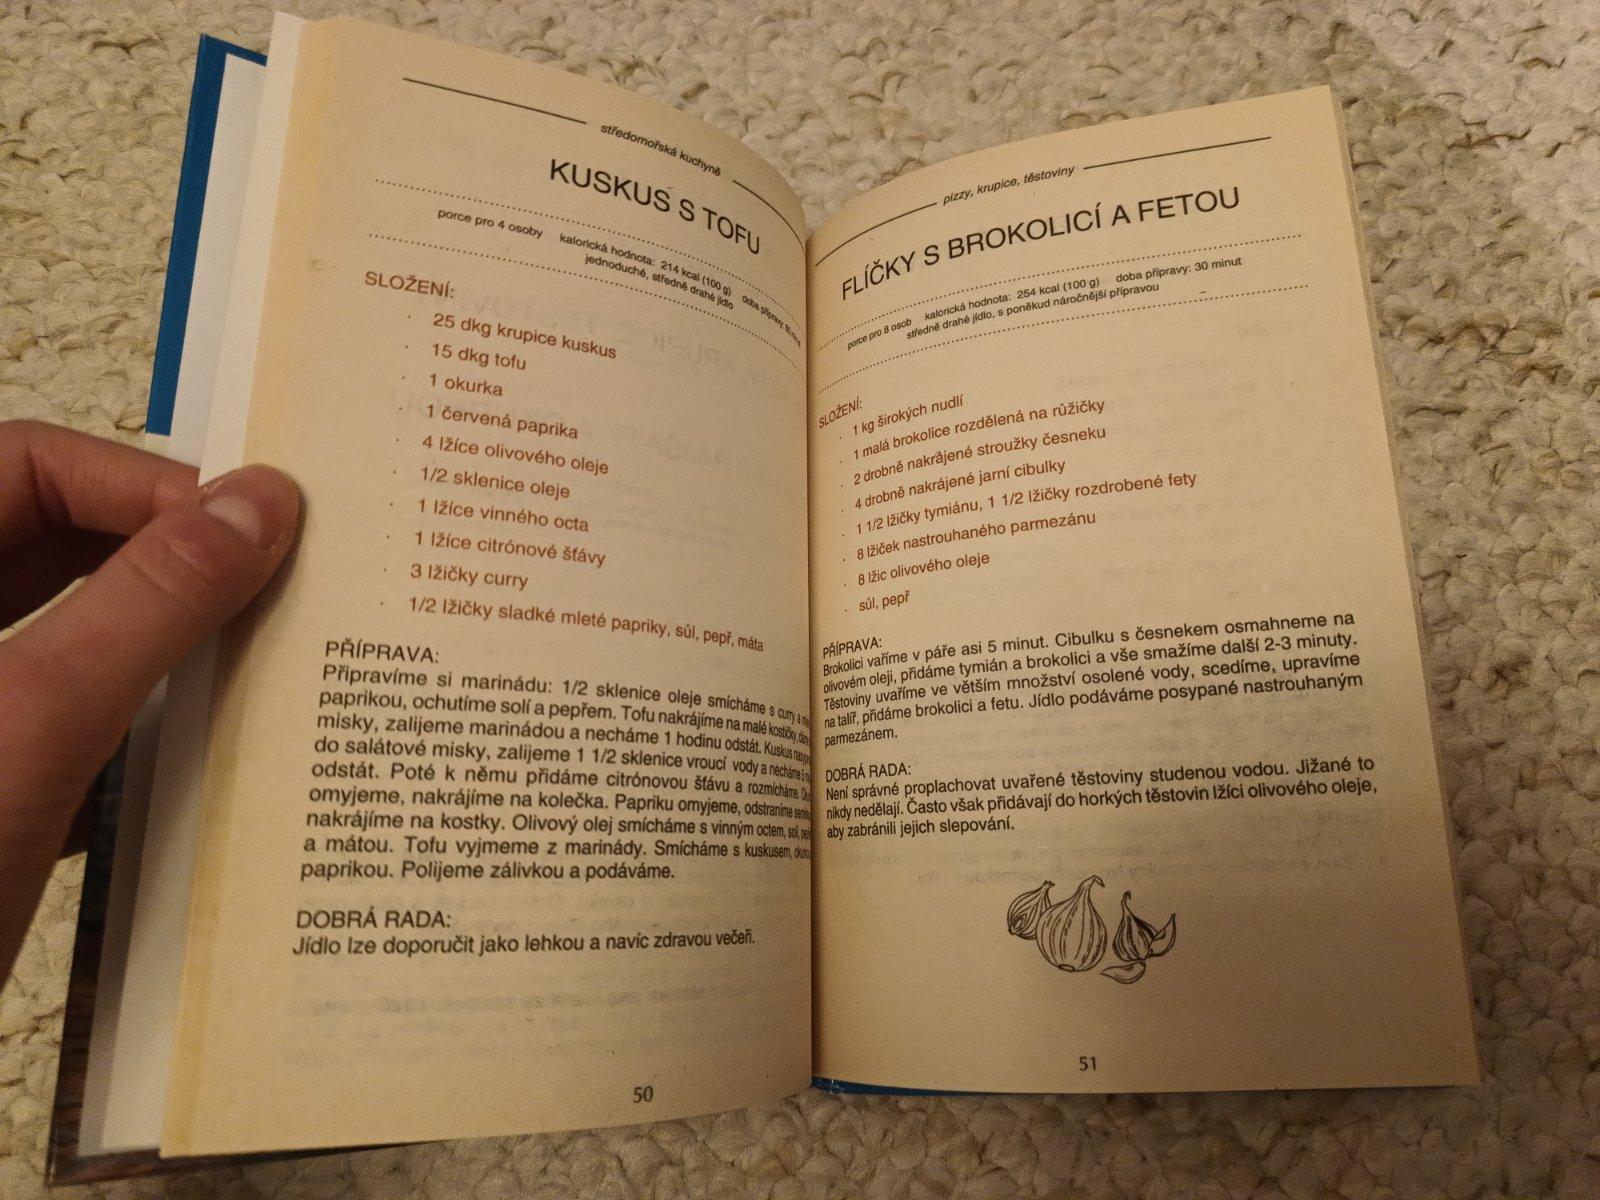 středomořská kuchyně
KUSKUS S TOFU
porce pro 4 osoby kalorická hodnota: 214 kcal (100 g) doba přípravy:
jednoduché, středně drahé jídlo
SLOŽENÍ:
· 25 dkg krupice kuskus
· 15 dkg tofu
· 1 okurka
· 1 červená paprika
· 4 lžíce olivového oleje
· 1/2 sklenice oleje
· 1 lžíce vinného octa
· 1 lžíce citrónové šťávy
· 3 lžičky curry
· 1/2 lžičky sladké mleté papriky, sůl, pepř, máta
PŘÍPRAVA:
Připravíme si marinádu: 1/2 sklenice oleje smícháme s curry a
paprikou, ochutíme solí a pepřem. Tofu nakrájíme na malé kostičky,
misky, zalijeme marinádou a necháme 1 hodinu odstát. Kuskus
do salátové misky, zalijeme 1 1/2 sklenice vroucí vody a necháme 5
odstát. Poté k němu přidáme citrónovou šťávu a rozmícháme.
omyjeme, nakrájíme na kolečka. Papriku omyjeme, odstraníme
nakrájíme na kostky. Olivový olej smícháme s vinným octem, solí,
a mátou. Tofu vyjmeme z marinády. Smícháme s kuskusem,
paprikou. Polijeme zálivkou a podáváme.
DOBRÁ RADA:
Jídlo lze doporučit jako lehkou a navíc zdravou večeři.
50
pizzy, krupice, těstoviny
FLÍČKY S BROKOLICÍ A FETOU
porce pro 8 osob kalorická hodnota: 254 kcal (100 g) doba přípravy: 30 minut
středně drahé jídlo, s poněkud náročnější přípravou
SLOŽENÍ:
· 1 kg širokých nudlí
· 1 malá brokolice rozdělená na růžičky
· 2 drobně nakrájené stroužky česneku
· 4 drobně nakrájené jarní cibulky
· 1 1/2 lžičky tymiánu, 1 1/2 lžičky rozdrobené fety
· 8 lžiček nastrouhaného parmezánu
· 8 lžic olivového oleje
· sůl, pepř
PŘÍPRAVA:
Brokolici vaříme v páře asi 5 minut. Cibulku s česnekem osmahneme na
olivovém oleji, přidáme tymián a brokolici a vše smažíme další 2-3 minuty.
Těstoviny uvaříme ve větším množství osolené vody, scedíme, upravíme
na talíř, přidáme brokolici a fetu. Jídlo podáváme posypané nastrouhaným
parmezánem.
DOBRÁ RADA:
Není správné proplachovat uvařené těstoviny studenou vodou. Jižané to
nikdy nedělají. Často však přidávají do horkých těstovin lžíci olivového oleje,
aby zabránili jejich slepování.
51